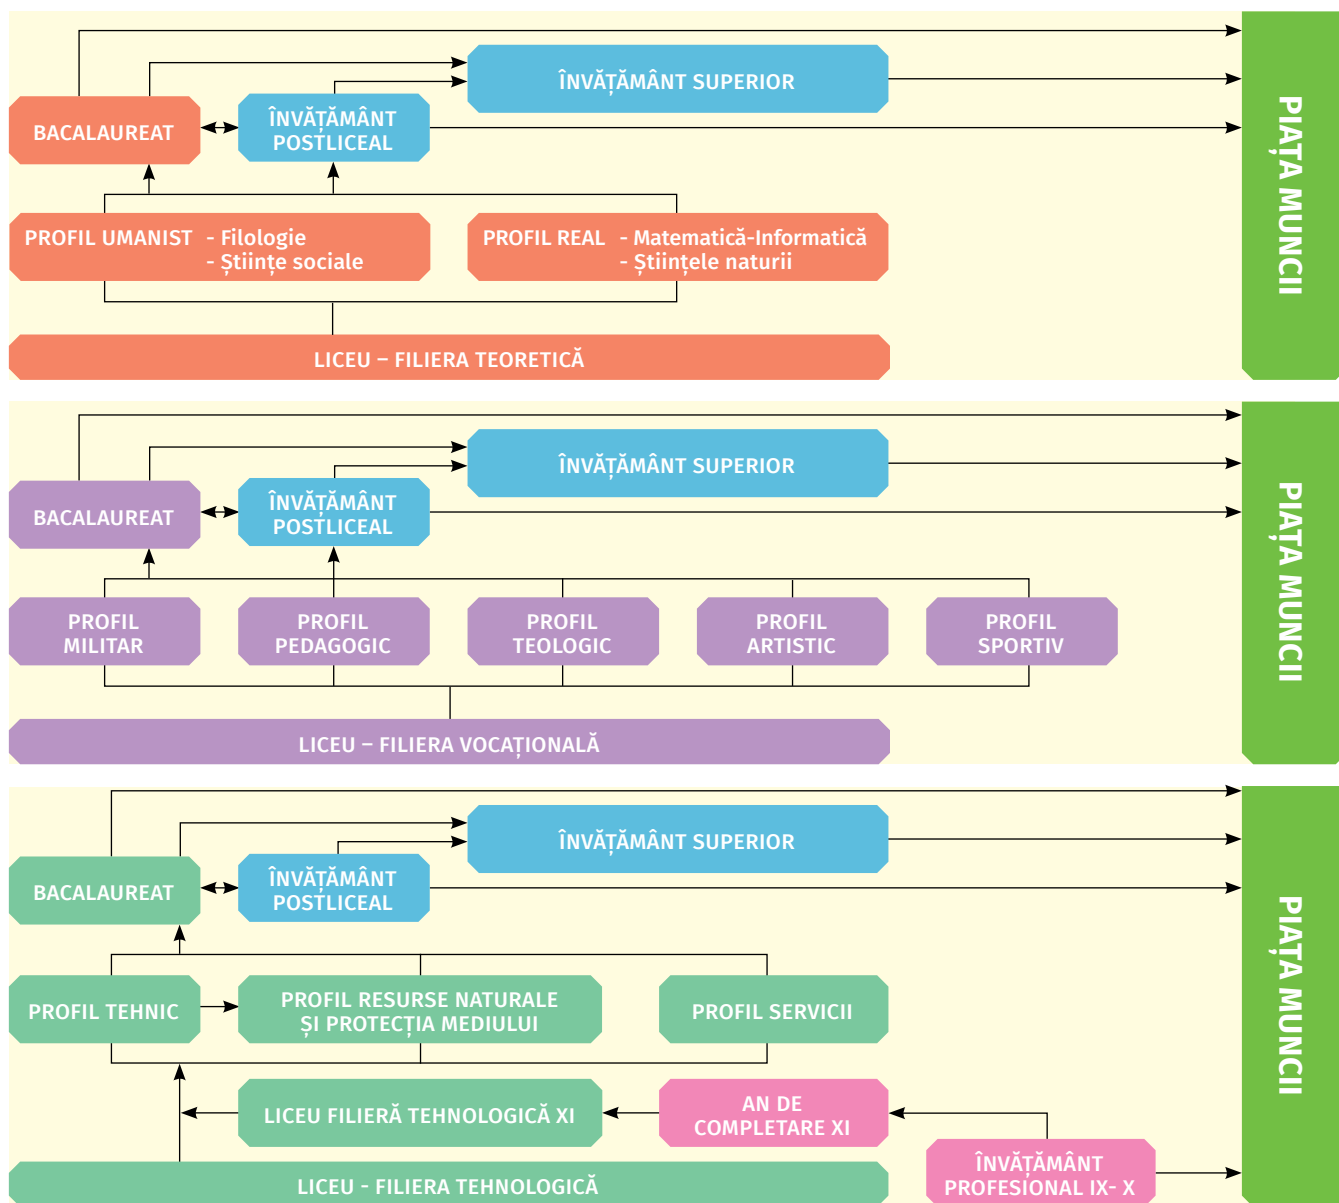 ÎNVĂȚĂMÂNT SUPERIOR
BACALAUREAT
ÎNVĂȚĂMÂNT
POSTLICEAL
PROFIL UMANIST - Filologie
- Științe sociale
PROFIL REAL - Matematică-Informatică
- Științele naturii
LICEU – FILIERA TEORETICĂ
PIAȚA MUNCII
ÎNVĂȚĂMÂNT SUPERIOR
BACALAUREAT
ÎNVĂȚĂMÂNT
POSTLICEAL
PROFIL
MILITAR
PROFIL
PEDAGOGIC
PROFIL
TEOLOGIC
PROFIL
ARTISTIC
PROFIL
SPORTIV
LICEU – FILIERA VOCAȚIONALĂ
PIAȚA MUNCII
ÎNVĂȚĂMÂNT SUPERIOR
BACALAUREAT
ÎNVĂȚĂMÂNT
POSTLICEAL
PROFIL TEHNIC
PROFIL RESURSE NATURALE
ȘI PROTECȚIA MEDIULUI
PROFIL SERVICII
LICEU FILIERĂ TEHNOLOGICĂ XI
AN DE
COMPLETARE XI
ÎNVĂȚĂMÂNT
PROFESIONAL IX- X
LICEU - FILIERA TEHNOLOGICĂ
PIAȚA MUNCII